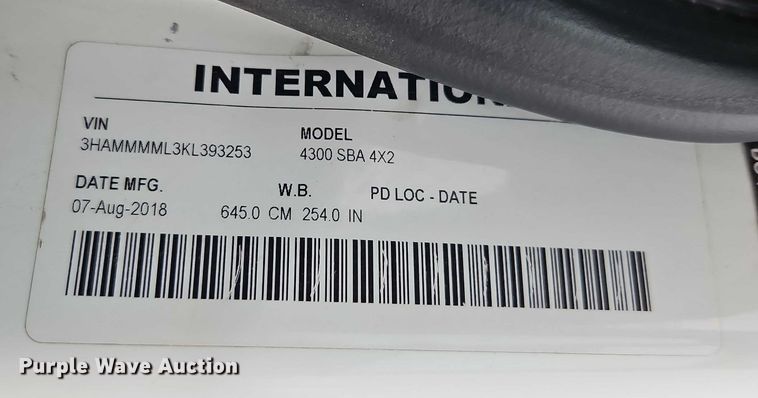 INTERNATION
VIN
3HAMMMML3KL393253
MODEL
4300 SBA 4X2
DATE MFG.
07-Aug-2018
W.B.
645.0 CM 254.0 IN
PD LOC - DATE
Purple Wave Auction